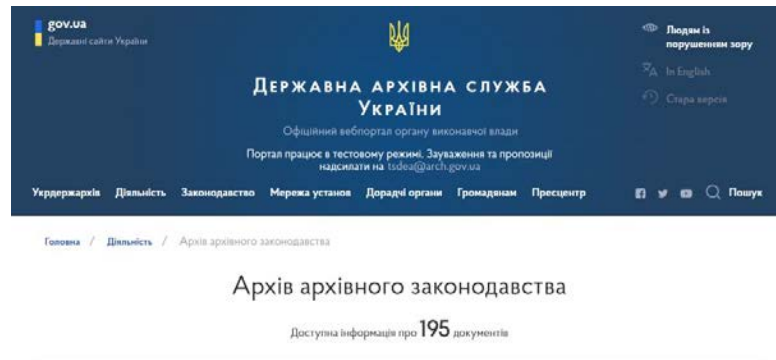 gov.ua
Державні сайти України
Людям із
порушенням зору
In English
Стара версія
Державна архівна служба
України
Офіційний вебпортал органу виконавчої влади
Портал працює в тестовому режимі. Зауваження та пропозиції
надсилати на tsdea@arch.gov.ua
Укрдержархів Діяльність Законодавство Мережа установ Дорадчі органи Громадянам Пресцентр Пошук
Головна / Діяльність / Архів архівного законодавства
Архів архівного законодавства
Доступна інформація про 195 документів